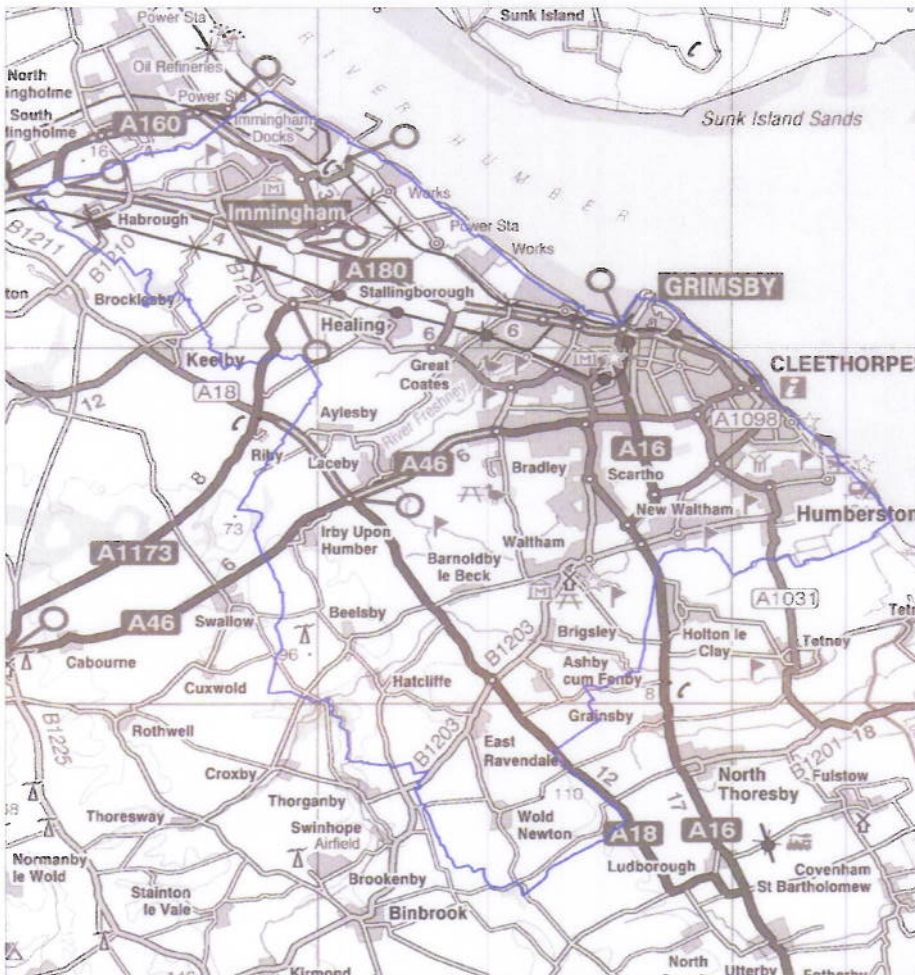 Power Sta
Sunk Island
Oil Refineries
North
ingholme
Power Sta
South
ingholme
A160
Immingham
Docks
Sunk Island Sands
RIVER HUMBER
16
4
3
Works
Immingham
Habrough
B1211
B1210
4
B1210
Power Sta
Works
A180
Stallingborough
GRIMSBY
ton
Brocklesby
Healing
6
6
Keelby
Great
Coates
CLEETHORPES
A18
12
River Freshney
Aylesby
A1098
8
Riby
Laceby
A46
6
Bradley
A16
Scartho
New Waltham
73
Irby Upon
Humber
Waltham
Humberston
A1173
6
Barnoldby
le Beck
A1031
A46
Swallow
Beelsby
B1203
Brigsley
Holton le
Clay
Tetney
Cabourne
96
Ashby
cum Fenby
8
Cuxwold
Hatcliffe
Grainsby
Rothwell
B1225
B1203
East
Ravendale
B1201
18
Croxby
12
North
Thoresby
Fulstow
Thoresway
Thorganby
110
Wold
Newton
17
Swinhope
Airfield
A18
A16
Normanby
le Wold
Ludborough
Covenham
St Bartholomew
Stainton
le Vale
Brookenby
Binbrook
Kirmond
North
Utterby
Fotherby